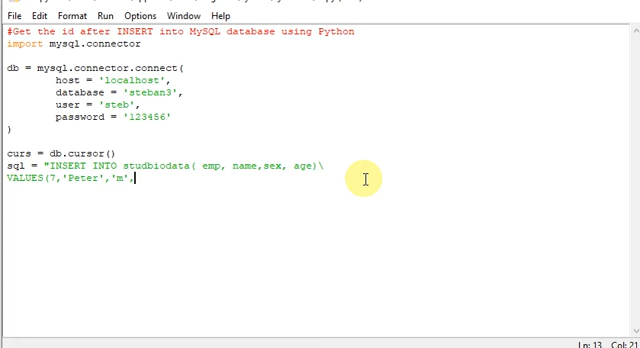 File Edit Format Run Options Window Help
#Get the id after INSERT into MySQL database using Python
import mysql.connector
db = mysql.connector.connect(
host = 'localhost',
database = 'steban3',
user = 'steb',
password = '123456'
)
curs = db.cursor()
sql = "INSERT INTO studbiodata( emp, name,sex, age)\
VALUES(7,'Peter','m',
Ln: 13 Col: 21